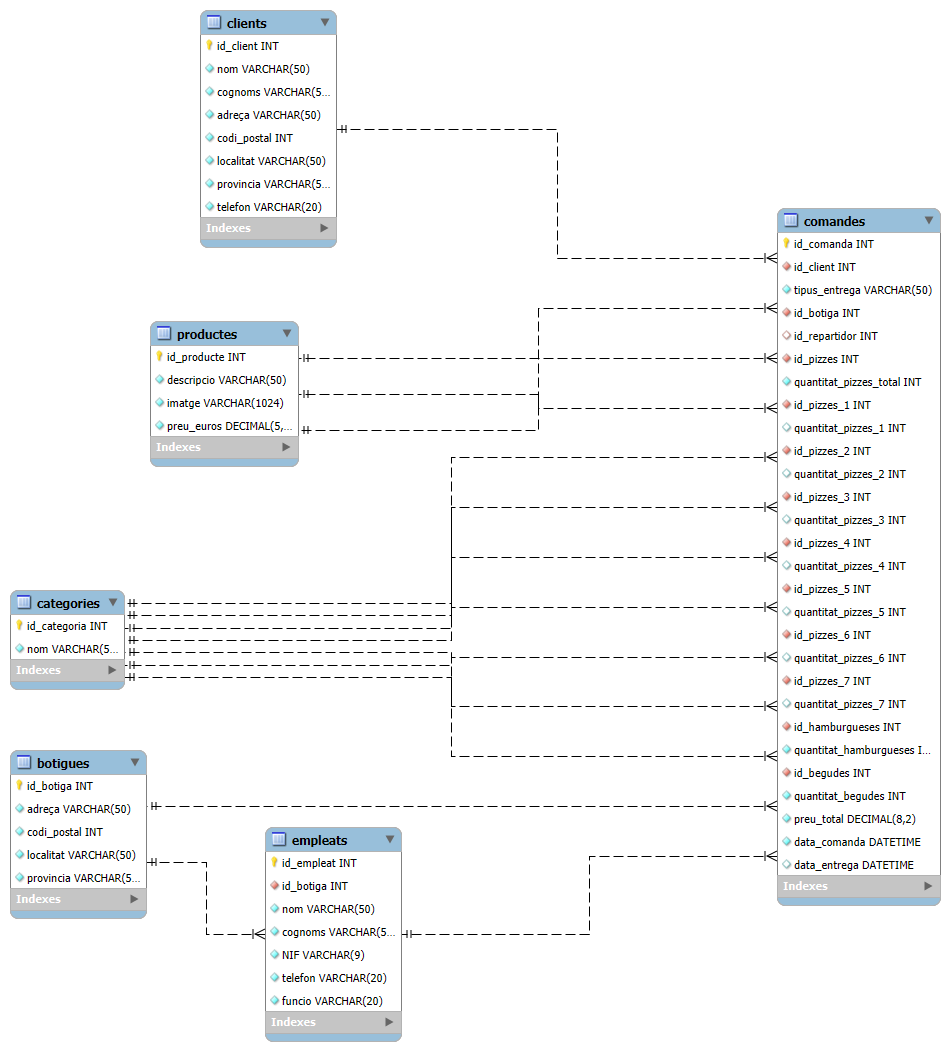 clients
id_client INT
nom VARCHAR(50)
cognoms VARCHAR(5...
adreça VARCHAR(50)
codi_postal INT
localitat VARCHAR(50)
provincia VARCHAR(5...
telefon VARCHAR(20)
Indexes
productes
id_producte INT
descripcio VARCHAR(50)
imatge VARCHAR(1024)
preu_euros DECIMAL(5,...
Indexes
categories
id_categoria INT
nom VARCHAR(5...
Indexes
botigues
id_botiga INT
adreça VARCHAR(50)
codi_postal INT
localitat VARCHAR(50)
provincia VARCHAR(5...
Indexes
empleats
id_empleat INT
id_botiga INT
nom VARCHAR(50)
cognoms VARCHAR(5...
NIF VARCHAR(9)
telefon VARCHAR(20)
funcio VARCHAR(20)
Indexes
comandes
id_comanda INT
id_client INT
tipus_entrega VARCHAR(50)
id_botiga INT
id_repartidor INT
id_pizzes INT
quantitat_pizzes_total INT
id_pizzes_1 INT
quantitat_pizzes_1 INT
id_pizzes_2 INT
quantitat_pizzes_2 INT
id_pizzes_3 INT
quantitat_pizzes_3 INT
id_pizzes_4 INT
quantitat_pizzes_4 INT
id_pizzes_5 INT
quantitat_pizzes_5 INT
id_pizzes_6 INT
quantitat_pizzes_6 INT
id_pizzes_7 INT
quantitat_pizzes_7 INT
id_hamburgueses INT
quantitat_hamburgueses I...
id_begudes INT
quantitat_begudes INT
preu_total DECIMAL(8,2)
data_comanda DATETIME
data_entrega DATETIME
Indexes